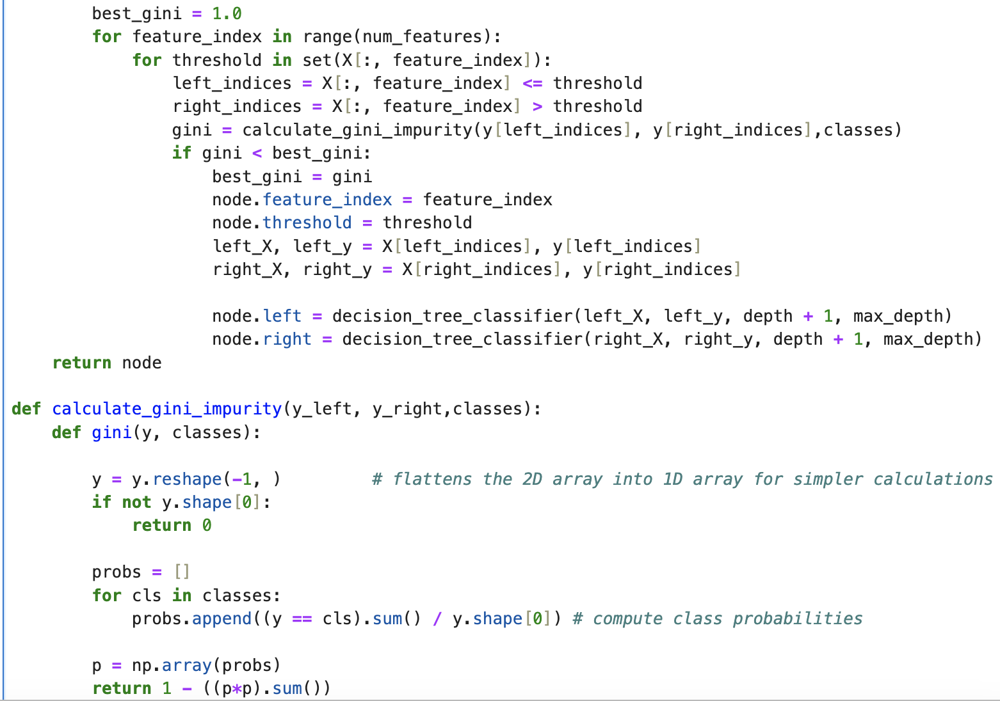 best_gini = 1.0
for feature_index in range(num_features):
for threshold in set(X[:, feature_index]):
left_indices = X[:, feature_index] <= threshold
right_indices = X[:, feature_index] > threshold
gini = calculate_gini_impurity(y[left_indices], y[right_indices],classes)
if gini < best_gini:
best_gini = gini
node.feature_index = feature_index
node.threshold = threshold
left_X, left_y = X[left_indices], y[left_indices]
right_X, right_y = X[right_indices], y[right_indices]
node.left = decision_tree_classifier(left_X, left_y, depth + 1, max_depth)
node.right = decision_tree_classifier(right_X, right_y, depth + 1, max_depth)
return node
def calculate_gini_impurity(y_left, y_right,classes):
def gini(y, classes):
y = y.reshape(-1, ) # flattens the 2D array into 1D array for simpler calculations
if not y.shape[0]:
return 0
probs = []
for cls in classes:
probs.append((y == cls).sum() / y.shape[0]) # compute class probabilities
p = np.array(probs)
return 1 - ((p*p).sum())